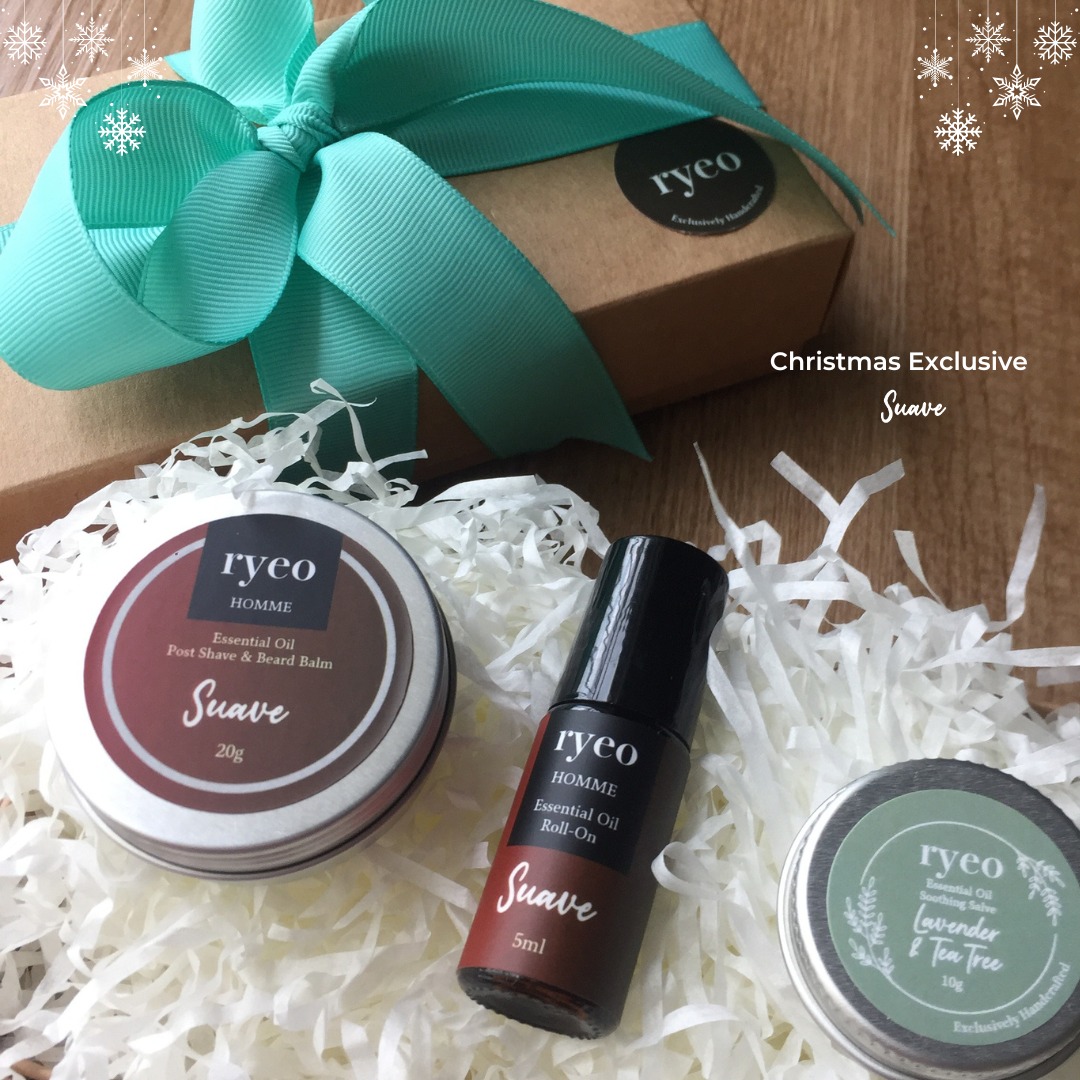 ryeo
Exclusively Handcrafted
Christmas Exclusive
Suave
ryeo
HOMME
Essential Oil
Post Shave & Beard Balm
Suave
20g
ryeo
HOMME
Essential Oil
Roll-On
Suave
5ml
ryeo
Essential Oil
Soothing Salve
Lavender
& Tea Tree
10g
Exclusively Handcrafted